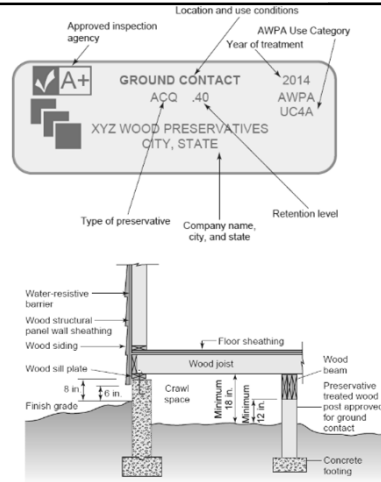 Location and use conditions
Approved inspection
agency
AWPA Use Category
Year of treatment
A+
GROUND CONTACT
2014
ACQ .40
AWPA
UC4A
XYZ WOOD PRESERVATIVES
CITY, STATE
Type of preservative
Company name,
city, and state
Retention level
Water-resistive
barrier
Wood structural
panel wall sheathing
Wood siding
Floor sheathing
Wood joist
Wood sill plate
8 in.
6 in.
Finish grade
Crawl
space
Minimum
18 in.
Minimum
12 in.
Wood
beam
Preservative
treated wood
post approved
for ground
contact
Concrete
footing